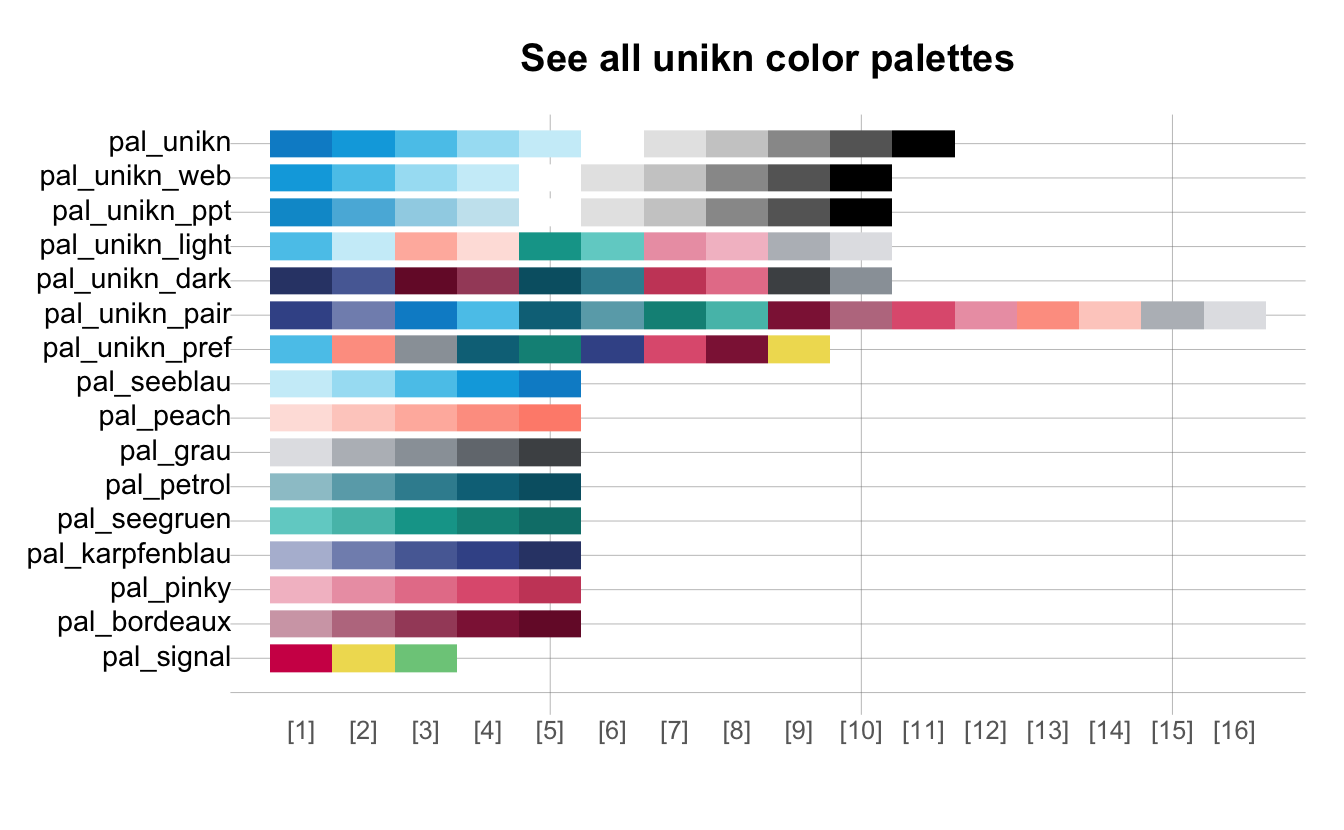 See all unikn color palettes
pal_unikn
pal_unikn_web
pal_unikn_ppt
pal_unikn_light
pal_unikn_dark
pal_unikn_pair
pal_unikn_pref
pal_seeblau
pal_peach
pal_grau
pal_petrol
pal_seegruen
pal_karpfenblau
pal_pinky
pal_bordeaux
pal_signal
[1] [2] [3] [4] [5] [6] [7] [8] [9] [10] [11] [12] [13] [14] [15] [16]